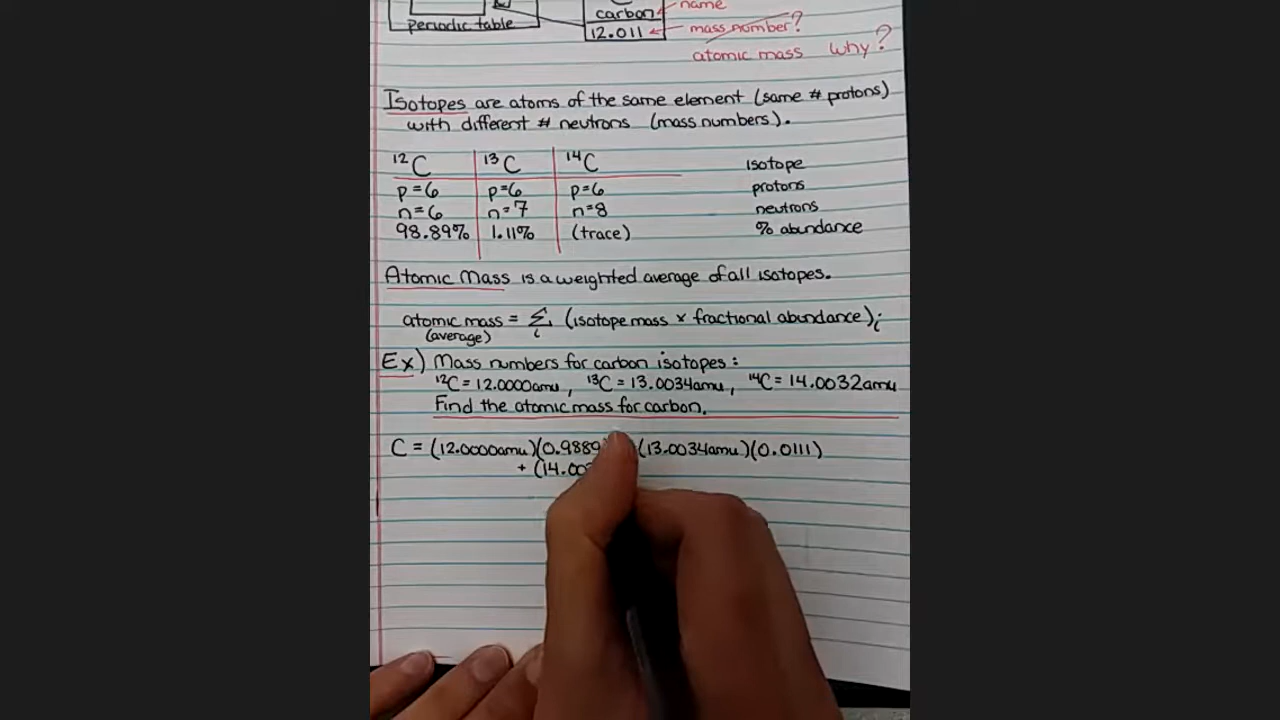 name
carbon
periodic table
12.011
mass number?
atomic mass why?
Isotopes are atoms of the same element (same # protons)
with different # neutrons (mass numbers).
¹²C ¹³C ¹⁴C isotope
p=6 p=6 p=6 protons
n=6 n=7 n=8 neutrons
98.89% 1.11% (trace) % abundance
Atomic Mass is a weighted average of all isotopes.
atomic mass = Σ (isotope mass × fractional abundance)i
(average) i
Ex) Mass numbers for carbon isotopes:
¹²C = 12.0000amu, ¹³C = 13.0034amu, ¹⁴C = 14.0032amu
Find the atomic mass for carbon.
C = (12.0000amu)(0.9889 (13.0034amu)(0.0111)
+ (14.00